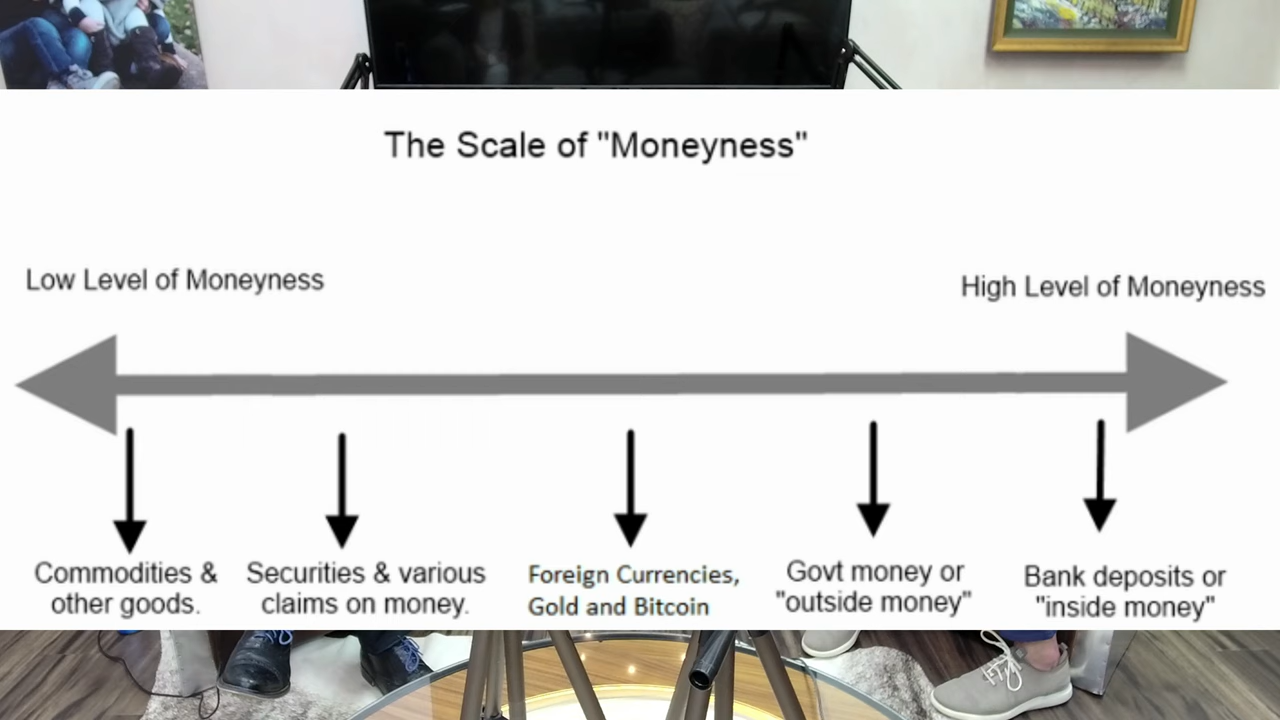 The Scale of "Moneyness"
Low Level of Moneyness
High Level of Moneyness
Commodities &
other goods.
Securities & various
claims on money.
Foreign Currencies,
Gold and Bitcoin
Govt money or
"outside money"
Bank deposits or
"inside money"